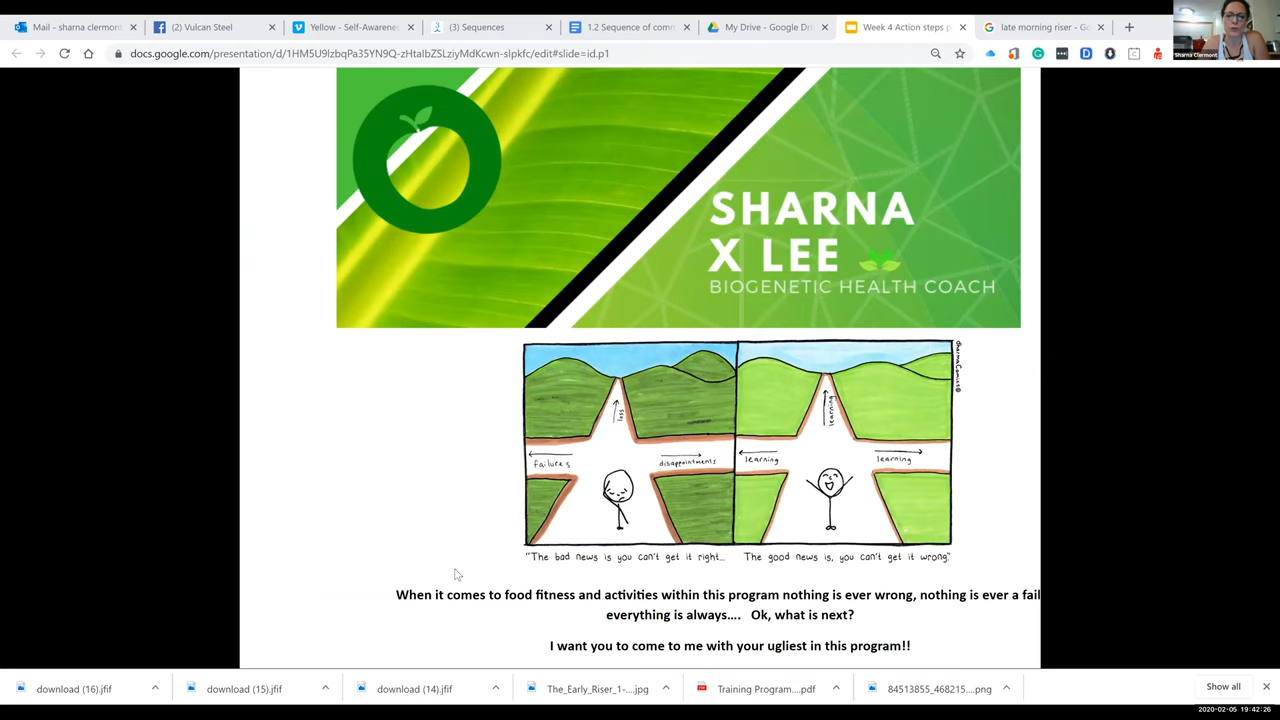 Mail - sharna clermont
(2) Vulcan Steel
Yellow - Self-Awarene
(3) Sequences
1.2 Sequence of comm
My Drive - Google Dri
Week 4 Action steps p
late morning riser - Go
docs.google.com/presentation/d/1HM5U9lzbqPa35YN9Q-zHtaIbZSLziyMdKcwn-slpkfc/edit#slide=id.p1
Sharna Clermont
SHARNA
X LEE
BIOGENETIC HEALTH COACH
loss
failures
disappointments
learning
learning
learning
"The bad news is you can't get it right...
The good news is, you can't get it wrong."
When it comes to food fitness and activities within this program nothing is ever wrong, nothing is ever a fail
everything is always.... Ok, what is next?
I want you to come to me with your ugliest in this program!!
download (16).jfif
download (15).jfif
download (14).jfif
The_Early_Riser_1-....jpg
Training Program....pdf
84513855_468215....png
Show all
2020-02-05 19:42:26